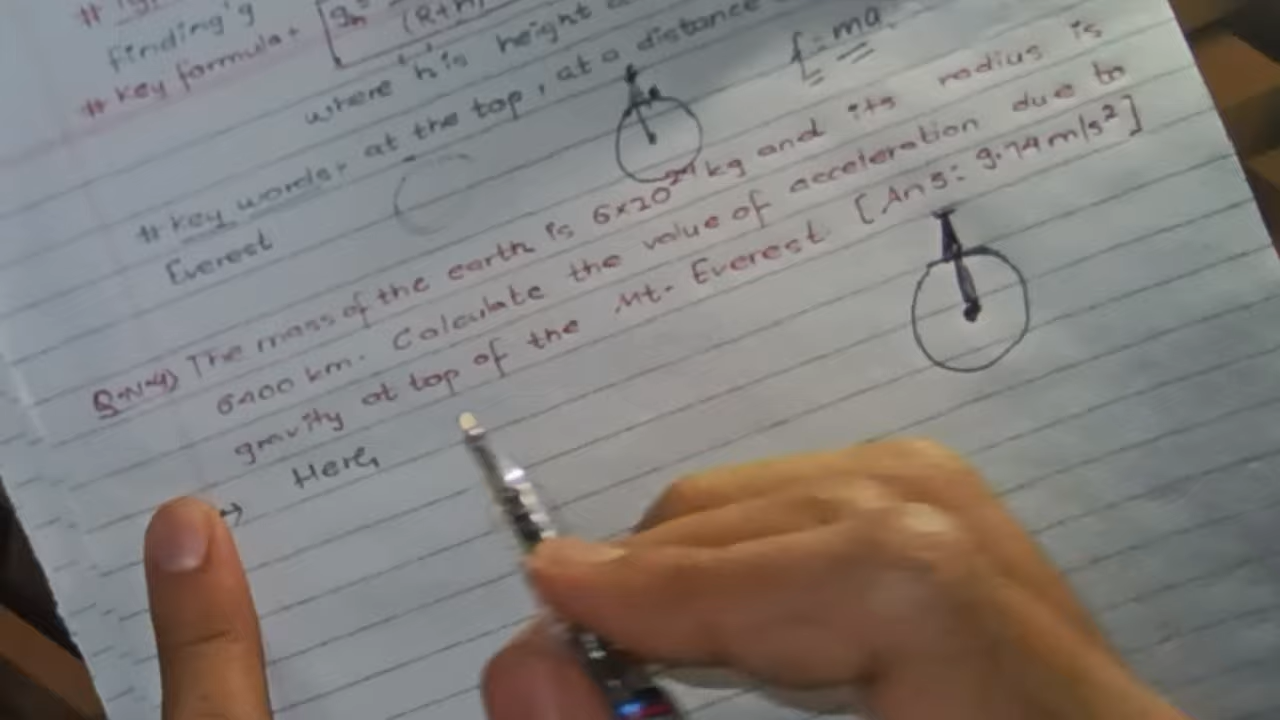 finding 'g
# Key formula→ g
(R+h)
where 'h' is height
f = ma
# Key words→ at the top, at a distance
Everest
Q.N.4) The mass of the earth is 6×10²⁴ kg and its radius is
6400 km. Calculate the value of acceleration due to
gravity at top of the Mt. Everest. [Ans: 9.74 m/s²]
→ Here,